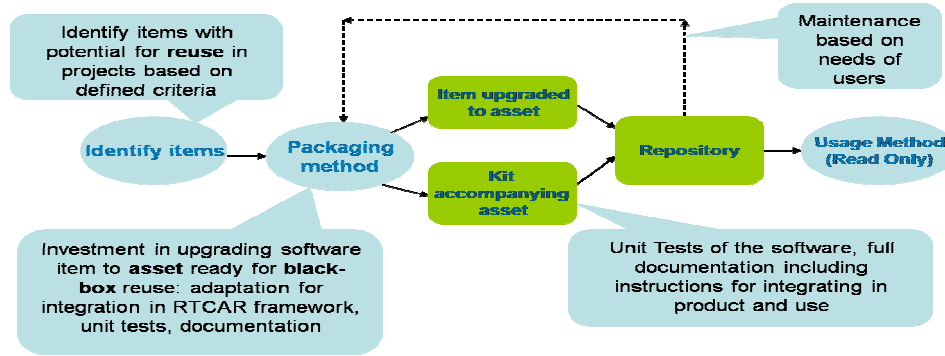 Identify items with
potential for reuse in
projects based on
defined criteria
Maintenance
based on
needs of
users
Identify items
Packaging
method
Item upgraded
to asset
Kit
accompanying
asset
Repository
Usage Method
(Read Only)
Investment in upgrading software
item to asset ready for black-
box reuse: adaptation for
integration in RTCAR framework,
unit tests, documentation
Unit Tests of the software, full
documentation including
instructions for integrating in
product and use